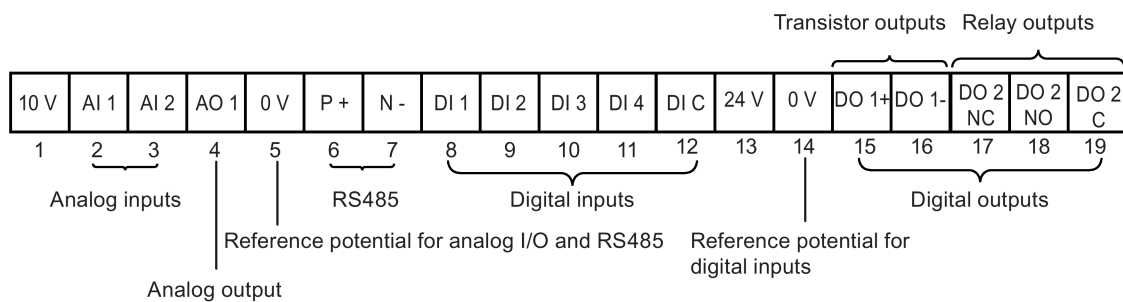 Transistor outputs Relay outputs
10 V AI 1 AI 2 AO 1 0 V P + N - DI 1 DI 2 DI 3 DI 4 DI C 24 V 0 V DO 1+ DO 1- DO 2 NC DO 2 NO DO 2 C
1 2 3 4 5 6 7 8 9 10 11 12 13 14 15 16 17 18 19
Analog inputs RS485 Digital inputs Digital outputs
Reference potential for analog I/O and RS485
Reference potential for
digital inputs
Analog output